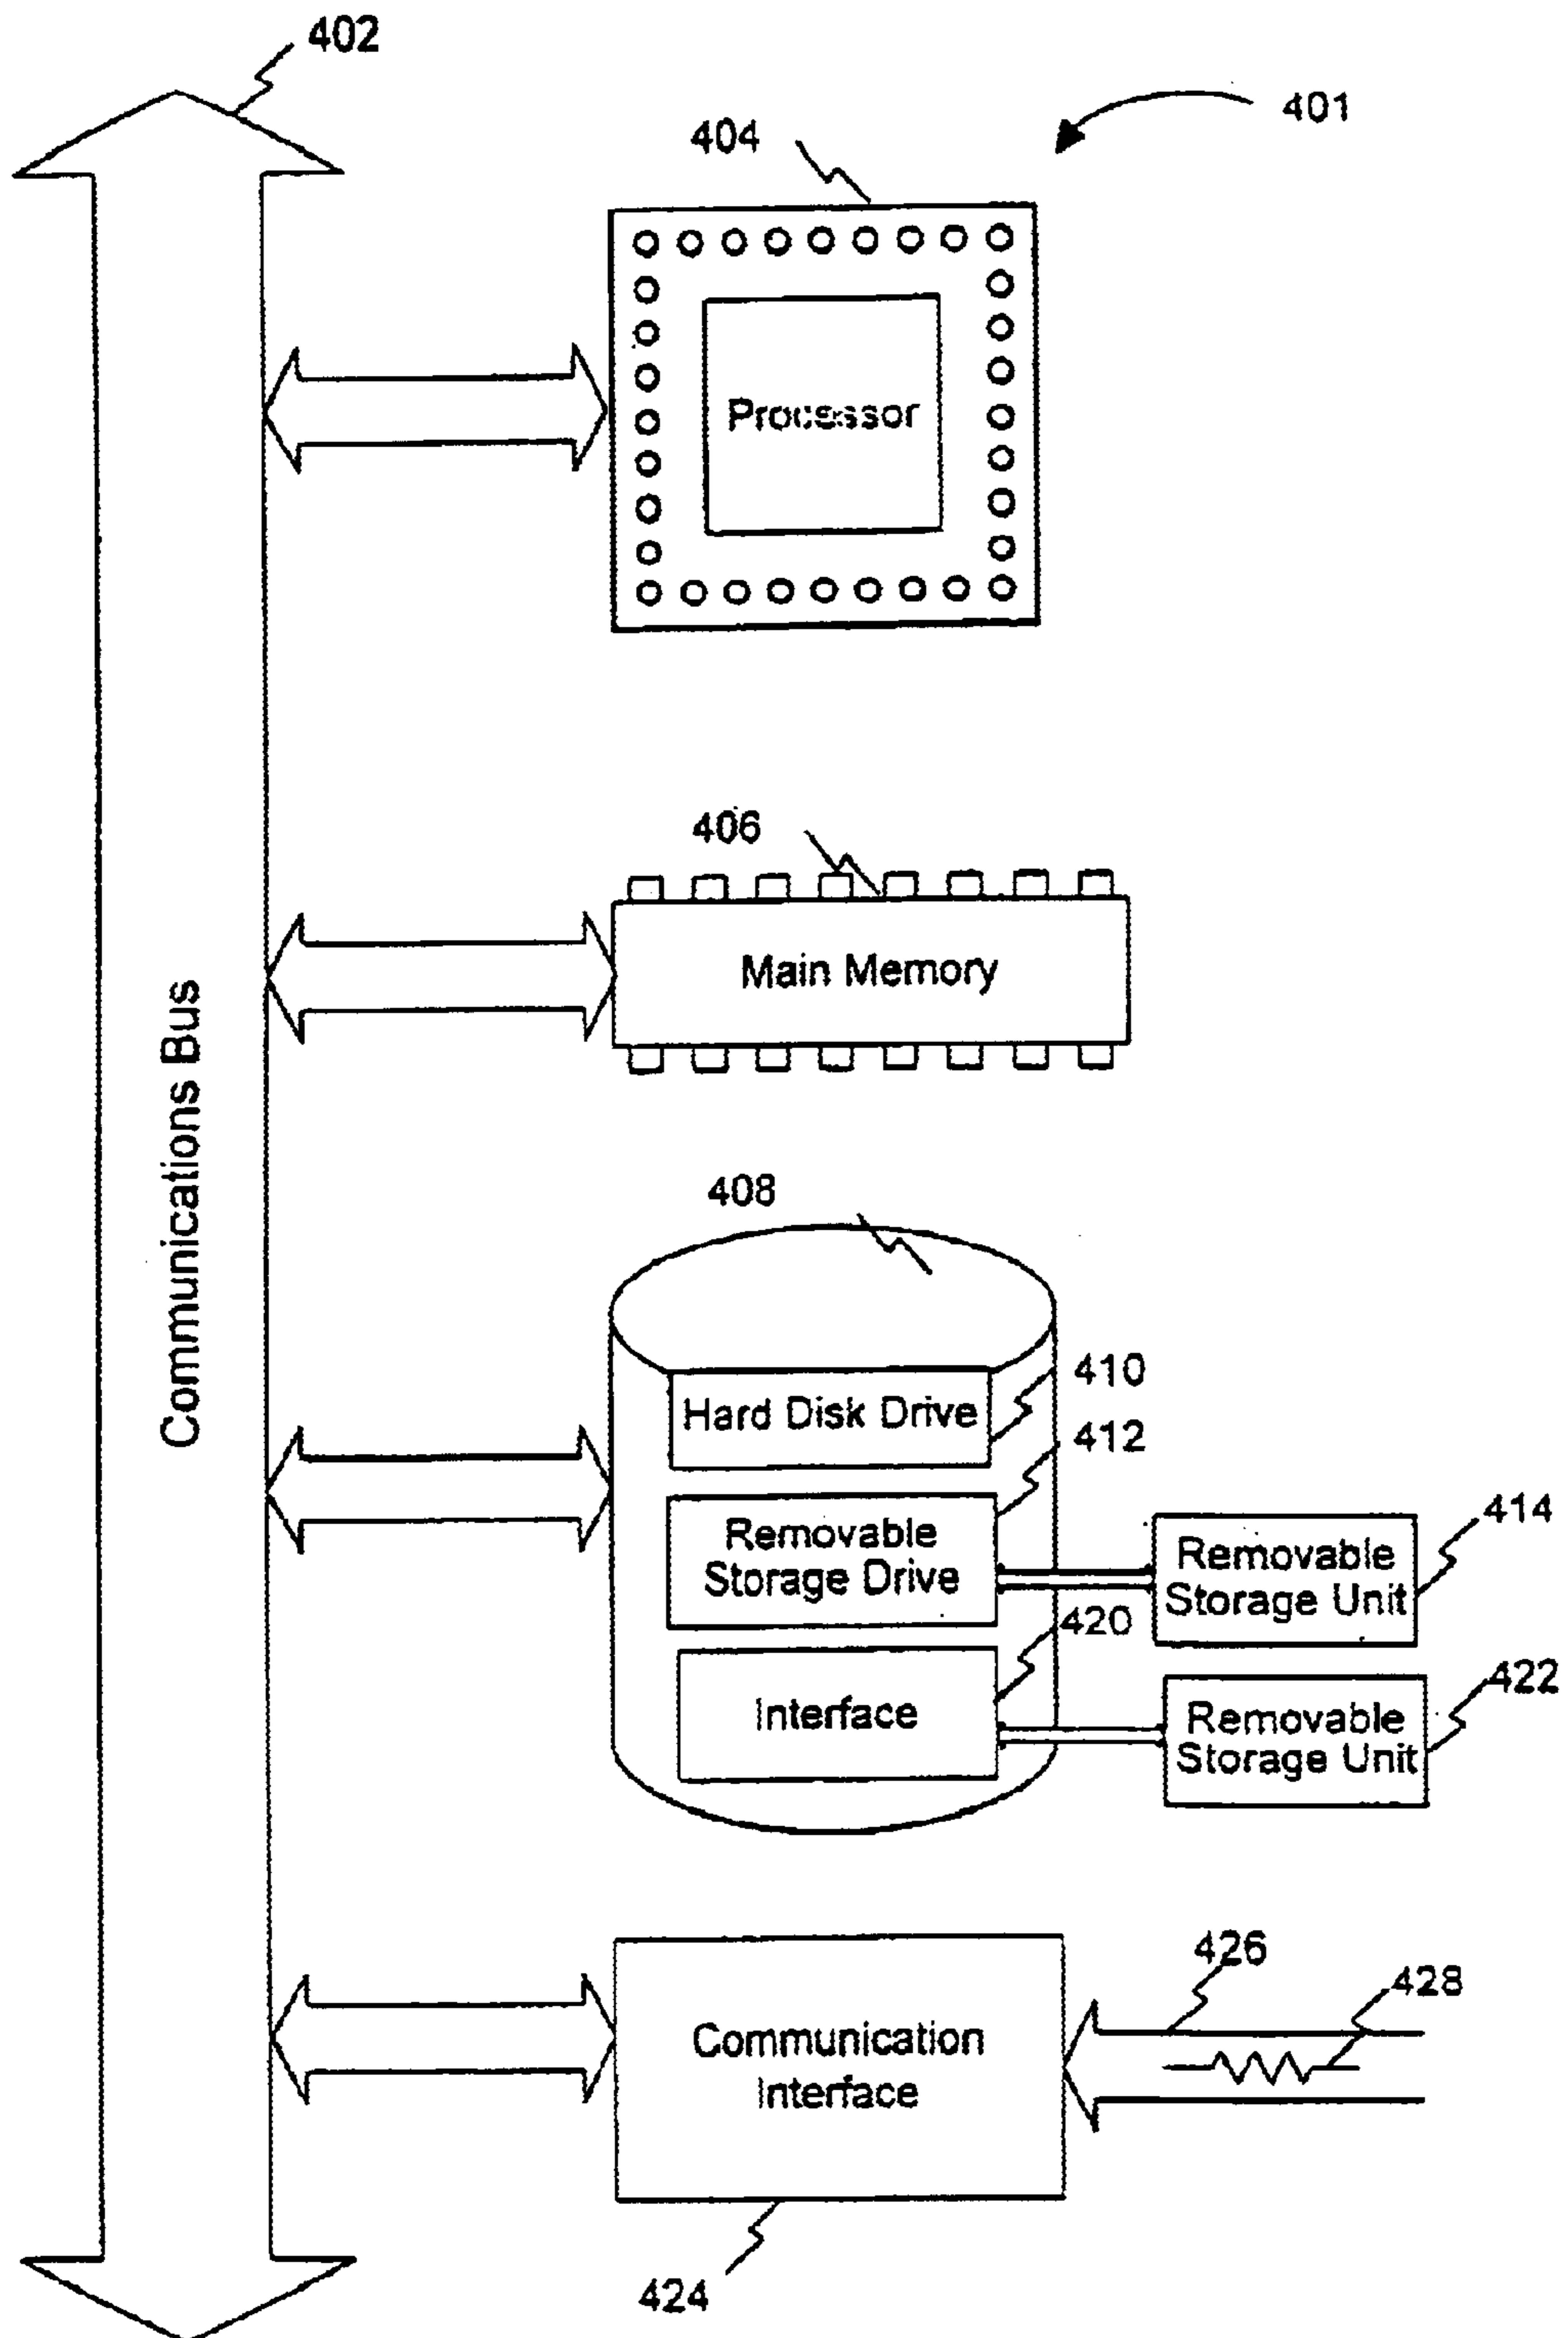 402
401
404
Processor
406
Main Memory
Communications Bus
408
410
Hard Disk Drive
412
Removable
Storage Drive
414
Removable
Storage Unit
420
Interface
422
Removable
Storage Unit
426
428
Communication
Interface
424